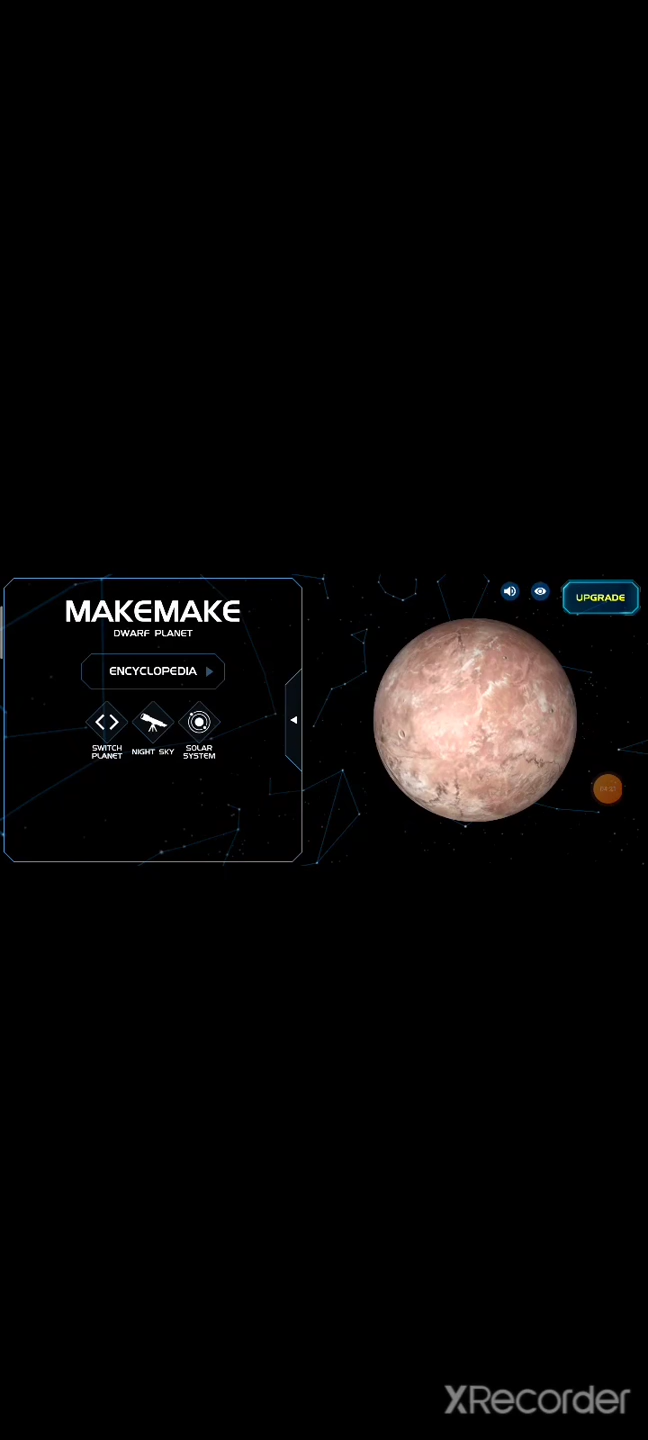 MAKEMAKE
DWARF PLANET
ENCYCLOPEDIA
SWITCH PLANET
NIGHT SKY
SOLAR SYSTEM
UPGRADE
XRecorder